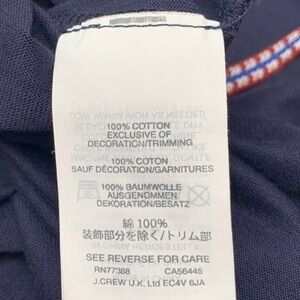 100% COTTON
EXCLUSIVE OF
DECORATION/TRIMMING
100% COTON
SAUF DÉCORATION/GARNITURES
100% BAUMWOLLE
AUSGENOMMEN
DEKORATION/BESATZ
綿 100%
装飾部分を除く/トリム部
SEE REVERSE FOR CARE
RN77388 CA56445
J.CREW U.K. Ltd EC4V 6JA